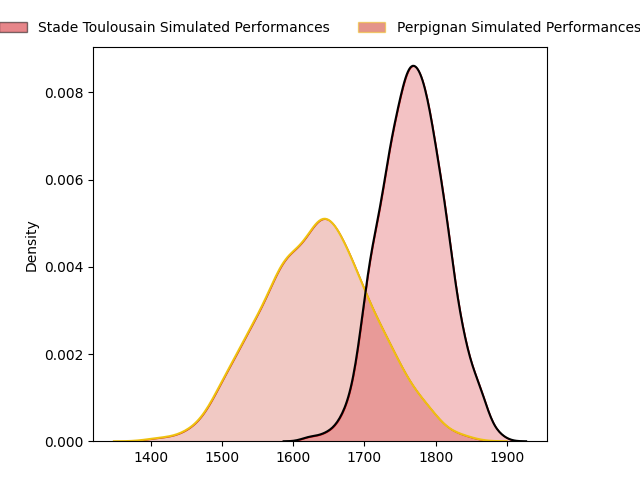 Stade Toulousain Simulated Performances Perpignan Simulated Performances
0.008
0.006
0.004
0.002
0.000
Density
1400 1500 1600 1700 1800 1900